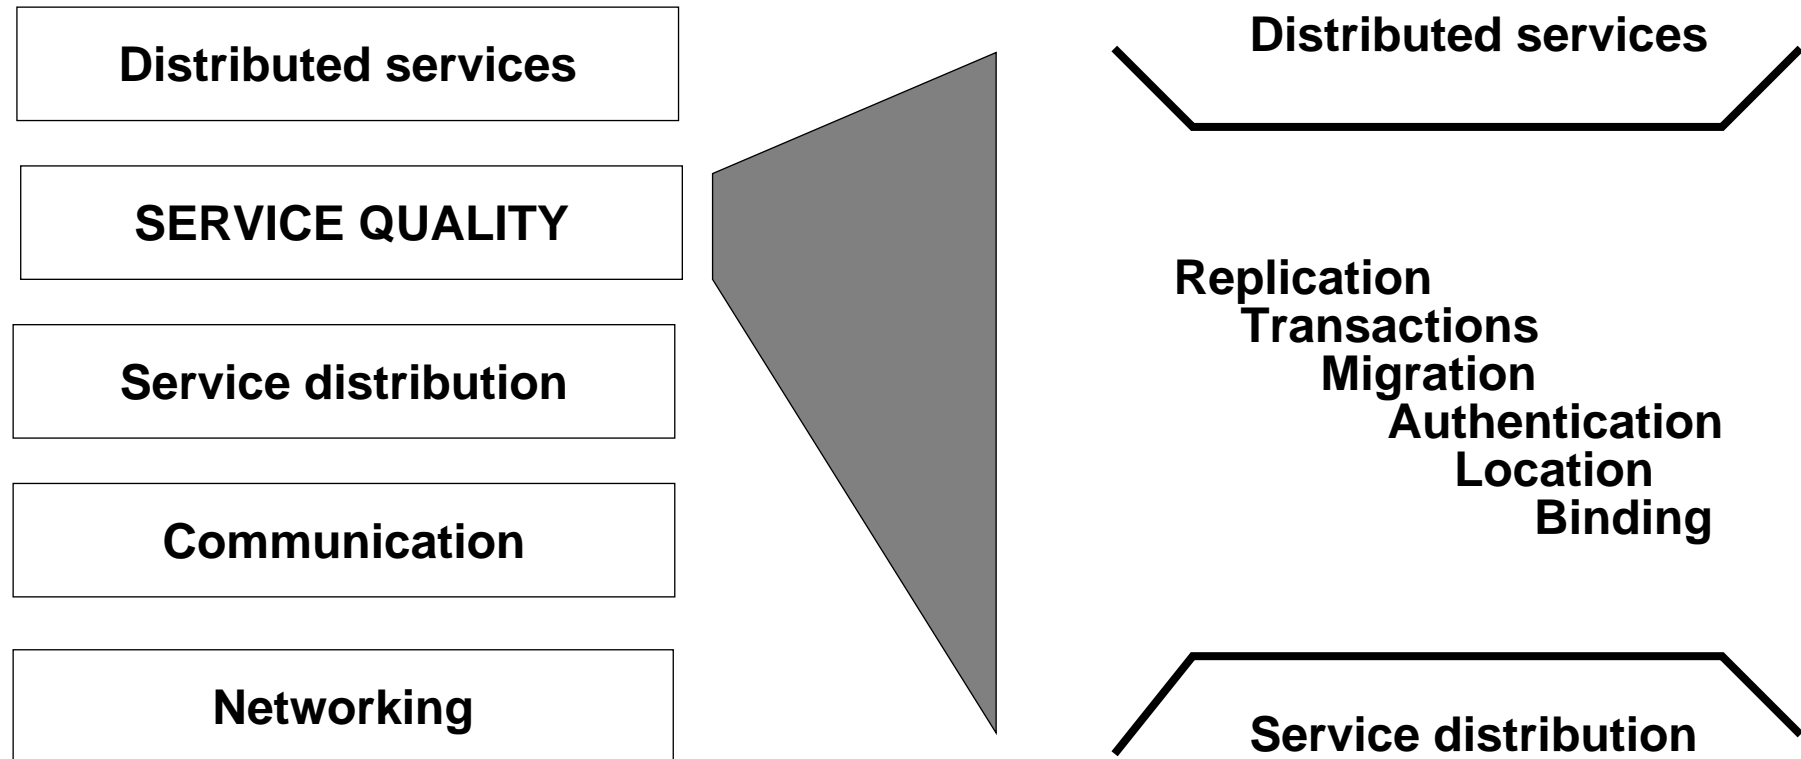 Distributed services
SERVICE QUALITY
Service distribution
Communication
Networking
Distributed services
Replication
Transactions
Migration
Authentication
Location
Binding
Service distribution